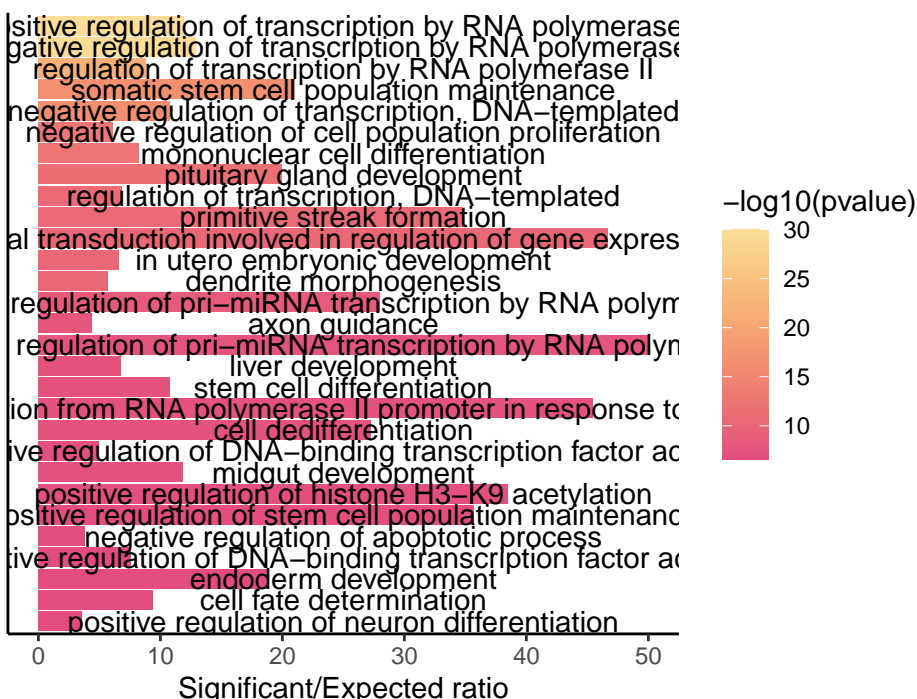 sitive regulation of transcription by RNA polymerase
gative regulation of transcription by RNA polymerase
regulation of transcription by RNA polymerase II
somatic stem cell population maintenance
negative regulation of transcription, DNA−templated
negative regulation of cell population proliferation
mononuclear cell differentiation
pituitary gland development
regulation of transcription, DNA−templated
primitive streak formation
al transduction involved in regulation of gene expres
in utero embryonic development
dendrite morphogenesis
regulation of pri−miRNA transcription by RNA polym
axon guidance
regulation of pri−miRNA transcription by RNA polyn
liver development
stem cell differentiation
ion from RNA polymerase II promoter in response to
cell dedifferentiation
ive regulation of DNA−binding transcription factor ac
midgut development
positive regulation of histone H3−K9 acetylation
ositive regulation of stem cell population maintenanc
negative regulation of apoptotic process
tive regulation of DNA−binding transcription factor ac
endoderm development
cell fate determination
positive regulation of neuron differentiation
0 10 20 30 40 50
Significant/Expected ratio
−log10(pvalue)
30
25
20
15
10